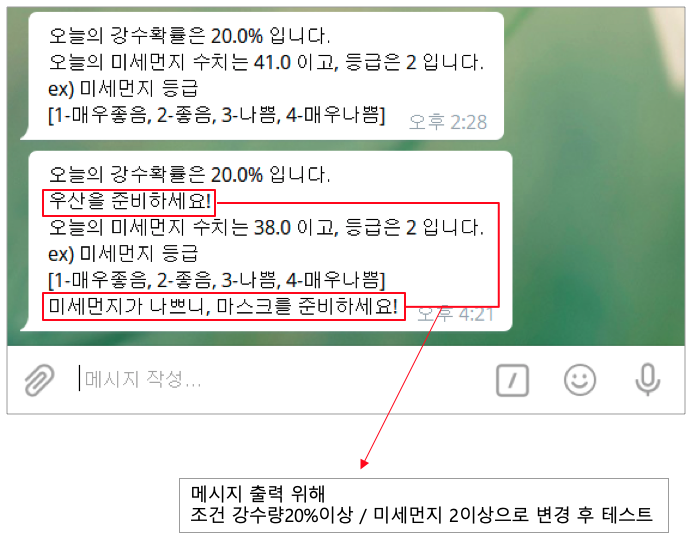 오늘의 강수확률은 20.0% 입니다.
오늘의 미세먼지 수치는 41.0 이고, 등급은 2 입니다.
ex) 미세먼지 등급
[1-매우좋음, 2-좋음, 3-나쁨, 4-매우나쁨]
오후 2:28
오늘의 강수확률은 20.0% 입니다.
우산을 준비하세요!
오늘의 미세먼지 수치는 38.0 이고, 등급은 2 입니다.
ex) 미세먼지 등급
[1-매우좋음, 2-좋음, 3-나쁨, 4-매우나쁨]
미세먼지가 나쁘니, 마스크를 준비하세요!
오후 4:21
메시지 작성...
메시지 출력 위해
조건 강수량20%이상 / 미세먼지 2이상으로 변경 후 테스트